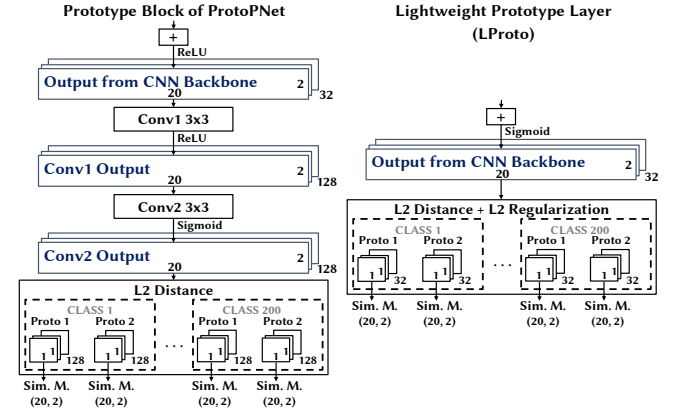 Prototype Block of ProtoPNet
+
ReLU
Output from CNN Backbone
2
20
32
Conv1 3x3
ReLU
Conv1 Output
2
20
128
Conv2 3x3
Sigmoid
Conv2 Output
2
20
128
L2 Distance
CLASS 1
CLASS 200
Proto 1 Proto 2 Proto 1 Proto 2
1 1 128 1 1 128 . . . 1 1 128 1 1 128
Sim. M. Sim. M. Sim. M. Sim. M.
(20, 2) (20, 2) (20, 2) (20, 2)
Lightweight Prototype Layer
(LProto)
+
Sigmoid
Output from CNN Backbone
2
20
32
L2 Distance + L2 Regularization
CLASS 1
CLASS 200
Proto 1 Proto 2 Proto 1 Proto 2
1 1 32 1 1 32 . . . 1 1 32 1 1 32
Sim. M. Sim. M. Sim. M. Sim. M.
(20, 2) (20, 2) (20, 2) (20, 2)